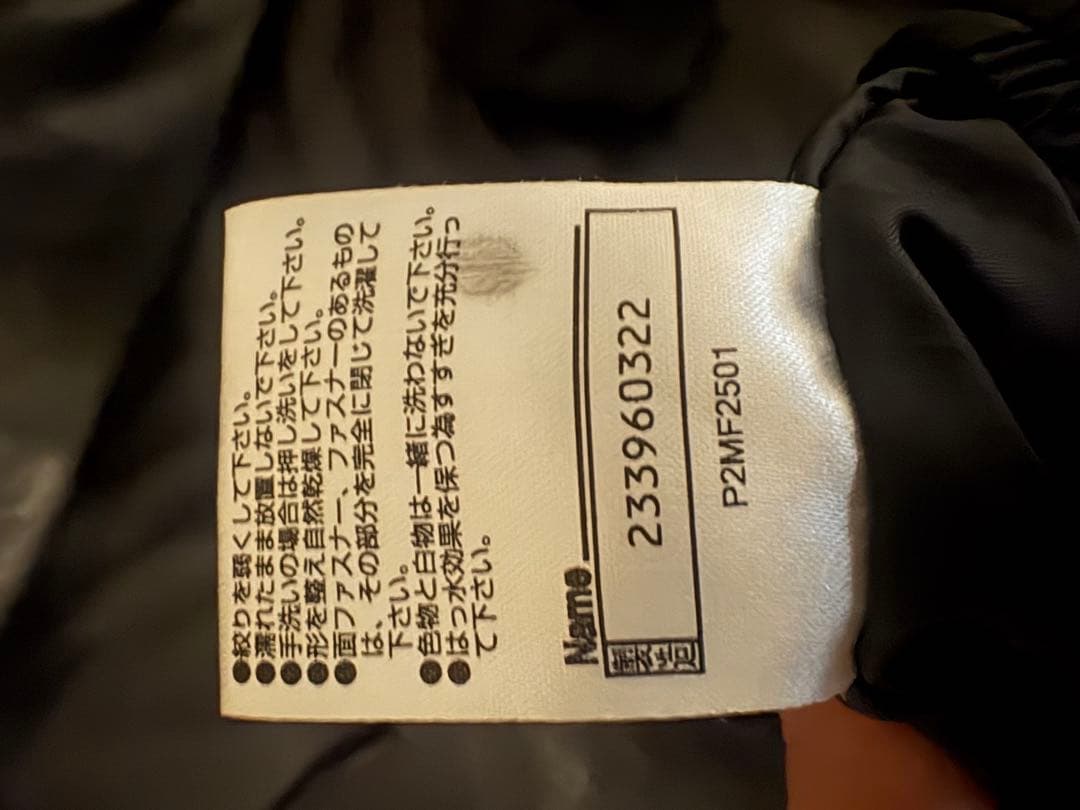 ●絞りを弱くして下さい。
●濡れたまま放置しないで下さい。
●手洗いの場合は押し洗いをして下さい。
●形を整え自然乾燥して下さい。
●面ファスナー、ファスナーのあるもの
は、その部分を完全に閉じて洗濯して
下さい。
●色物と白物は一緒に洗わないで下さい。
●はっ水効果を保つ為すすぎを充分行っ
て下さい。
Name
製造 233960322
P2MF2501